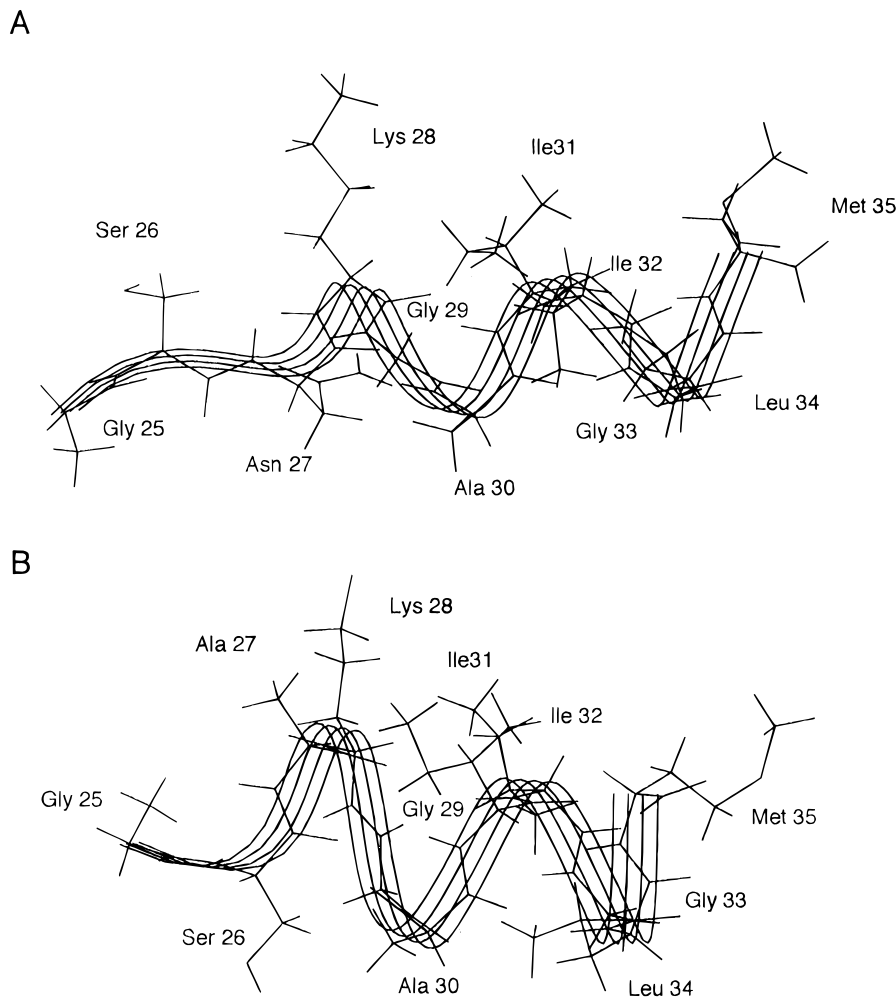 A
Lys 28
Ile31
Met 35
Ser 26
Ile 32
Gly 29
Leu 34
Gly 25
Gly 33
Asn 27
Ala 30
B
Lys 28
Ala 27
Ile31
Ile 32
Gly 25
Gly 29
Met 35
Gly 33
Ser 26
Ala 30
Leu 34